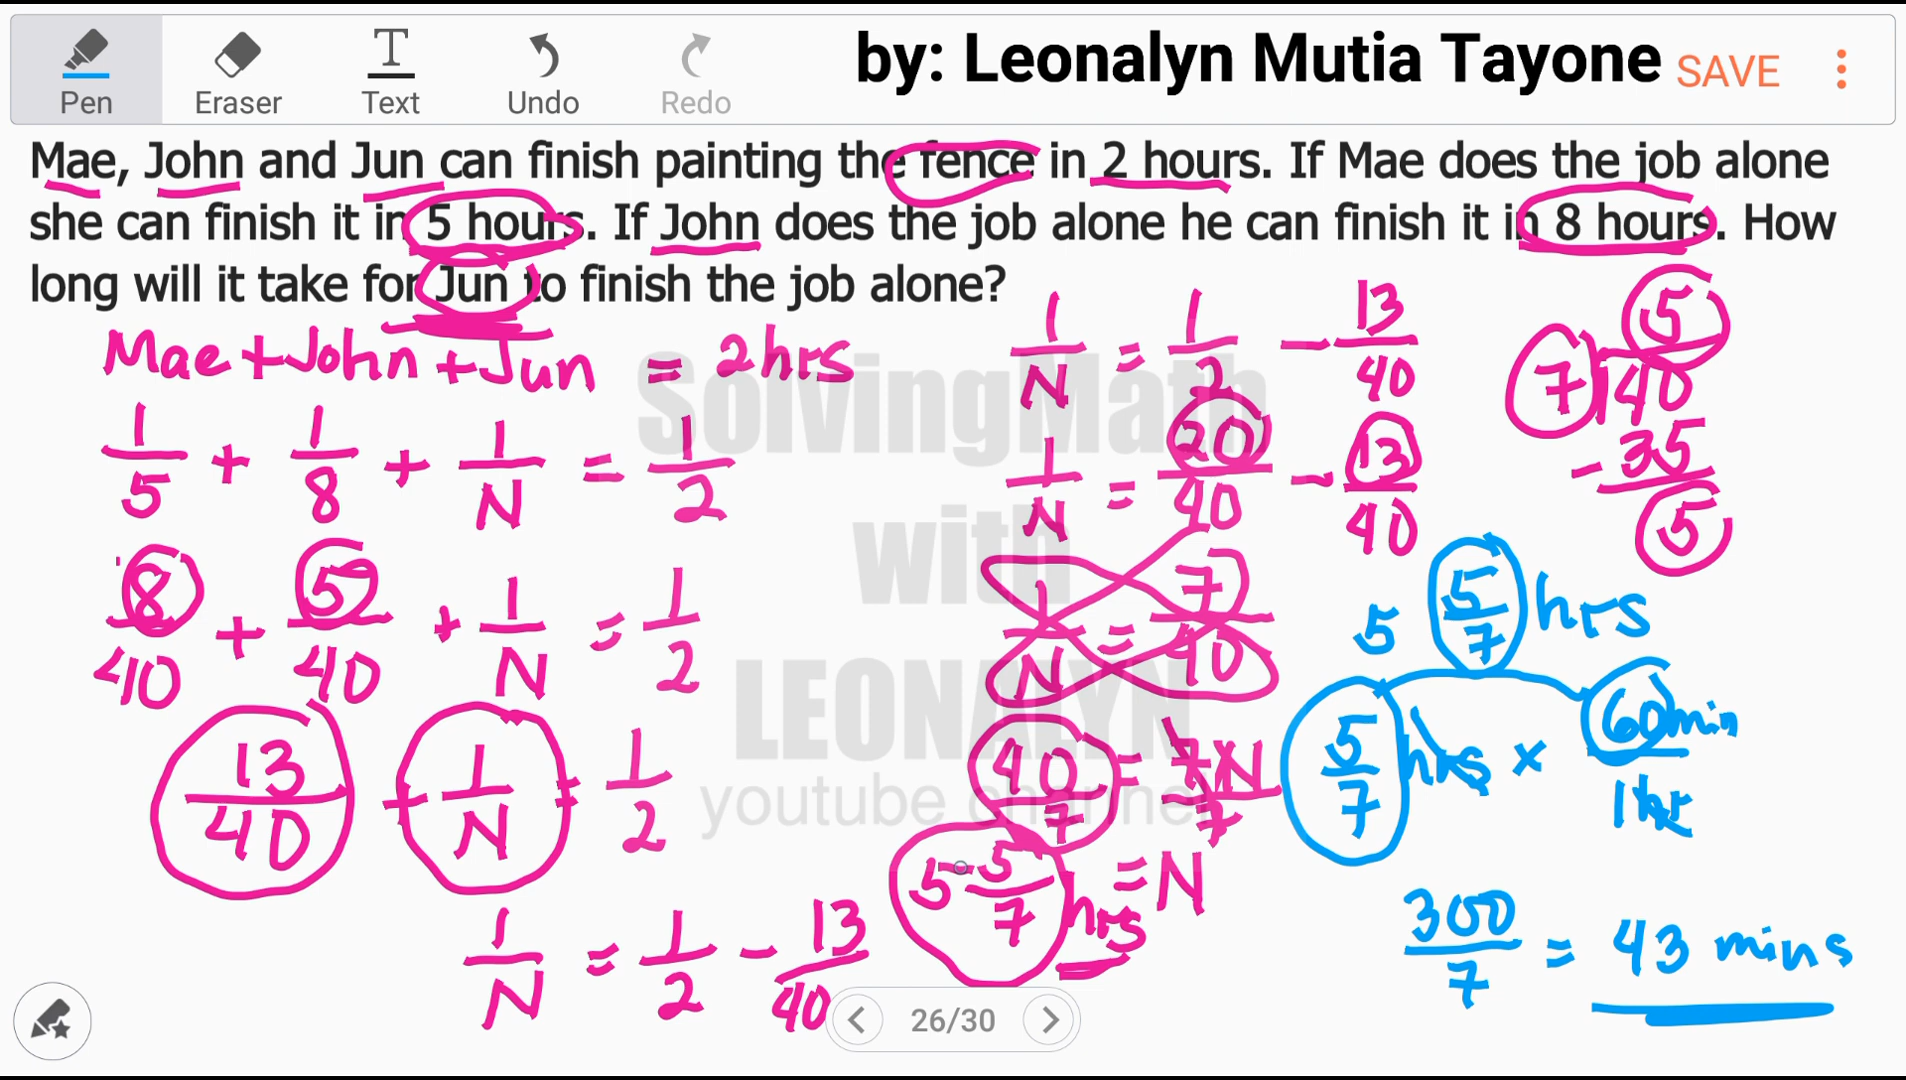 Pen
Eraser
Text
Undo
Redo
by: Leonalyn Mutia Tayone
SAVE
Mae, John and Jun can finish painting the fence in 2 hours. If Mae does the job alone
she can finish it in 5 hours. If John does the job alone he can finish it in 8 hours. How
long will it take for Jun to finish the job alone?
Mae + John + Jun = 2hrs
1/5 + 1/8 + 1/N = 1/2
8/40 + 5/40 + 1/N = 1/2
13/40 + 1/N = 1/2
1/N = 1/2 - 13/40
1/N = 1/2 - 13/40
1/N = 20/40 - 13/40
1/N = 7/40
40/7 = 7N/7
5 5/7 hrs = N
5
7 40
- 35
5
5 5/7 hrs
5/7 hrs x 60min/1hr
300/7 = 43 mins
SolvingMath
with
LEONALYN
youtube channel
26/30